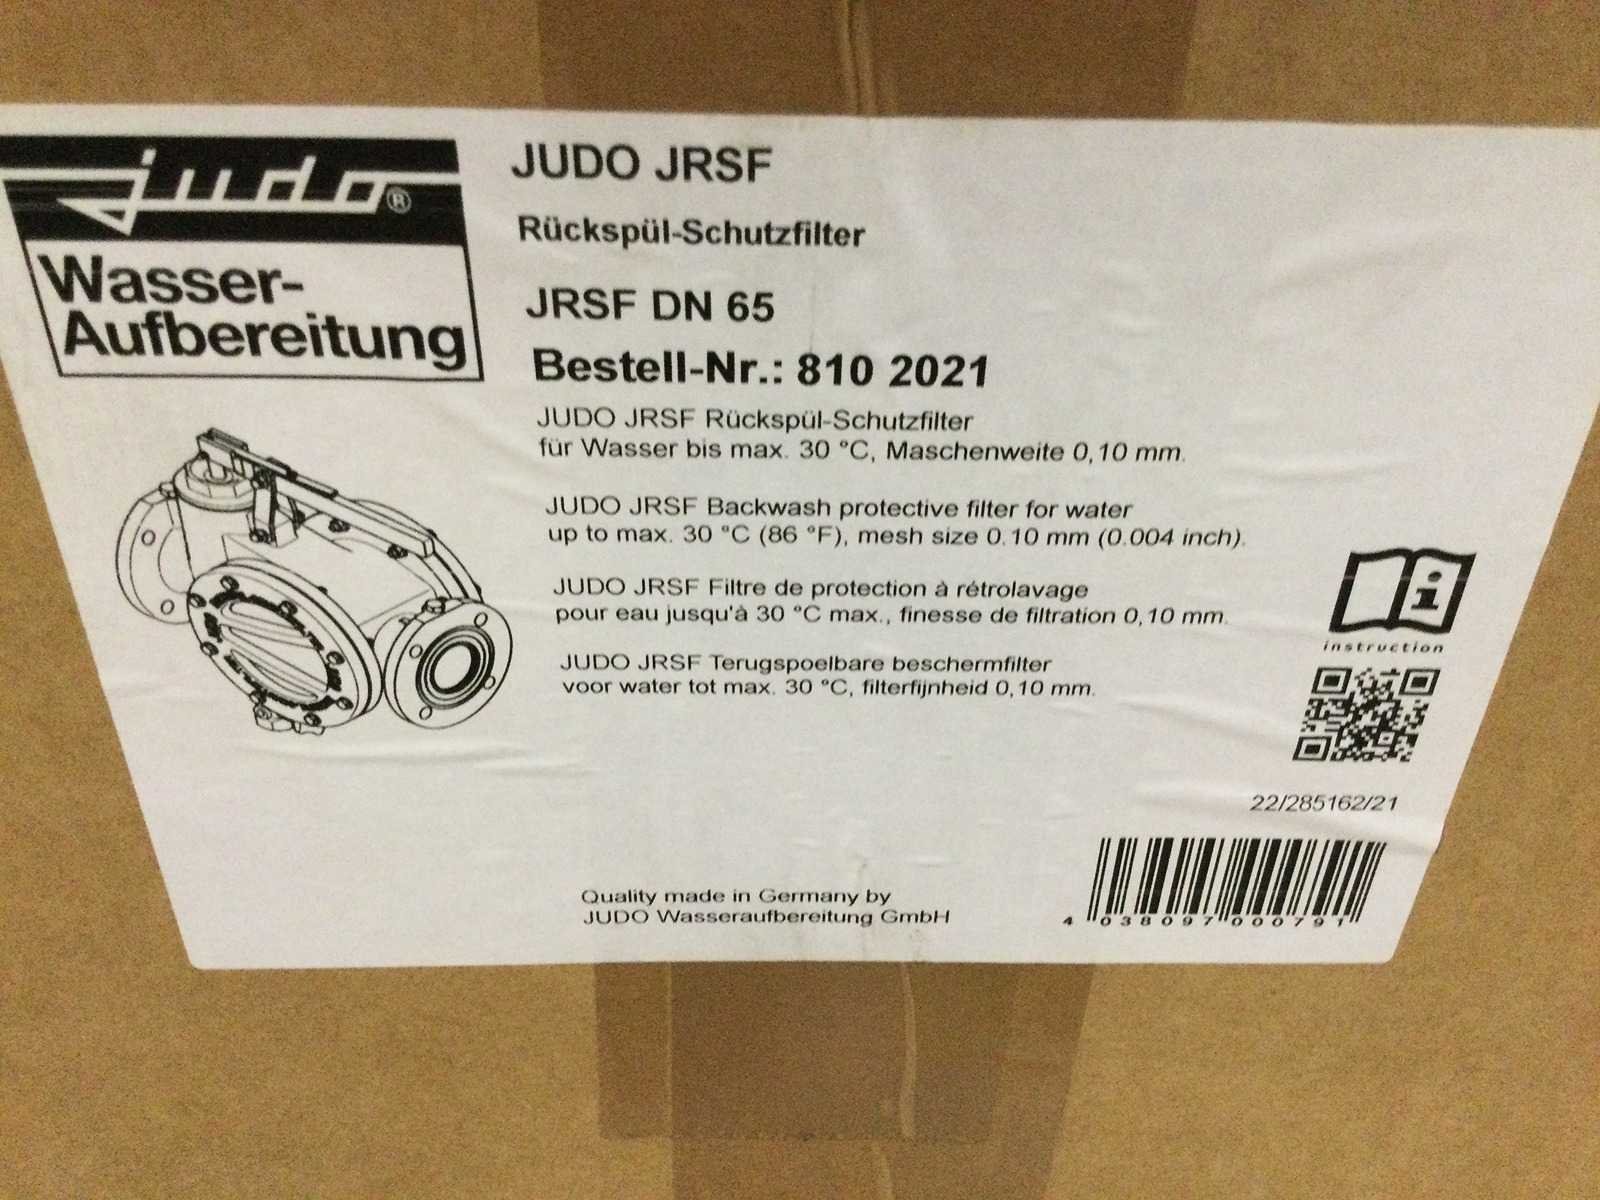 judo®
Wasser-
Aufbereitung
JUDO JRSF
Rückspül-Schutzfilter
JRSF DN 65
Bestell-Nr.: 810 2021
JUDO JRSF Rückspül-Schutzfilter
für Wasser bis max. 30 °C, Maschenweite 0,10 mm.
JUDO JRSF Backwash protective filter for water
up to max. 30 °C (86 °F), mesh size 0.10 mm (0.004 inch).
JUDO JRSF Filtre de protection à rétrolavage
pour eau jusqu'à 30 °C max., finesse de filtration 0,10 mm.
JUDO JRSF Terugspoelbare beschermfilter
voor water tot max. 30 °C, filterfijnheid 0,10 mm.
i
instruction
22/285162/21
4 038097 000791
Quality made in Germany by
JUDO Wasseraufbereitung GmbH